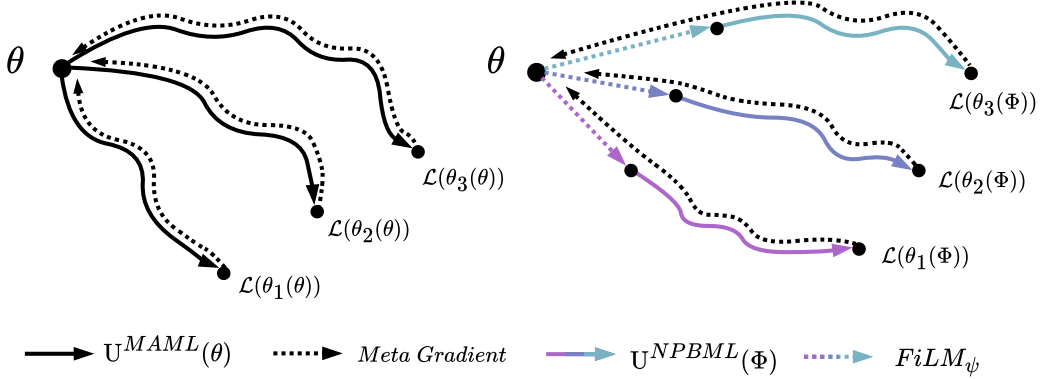 θ
θ
ℒ(θ₃(Φ))
ℒ(θ₃(θ))
ℒ(θ₂(Φ))
ℒ(θ₂(θ))
ℒ(θ₁(Φ))
ℒ(θ₁(θ))
U^{MAML}(θ)
Meta Gradient
U^{NPBML}(Φ)
FiLM_ψ